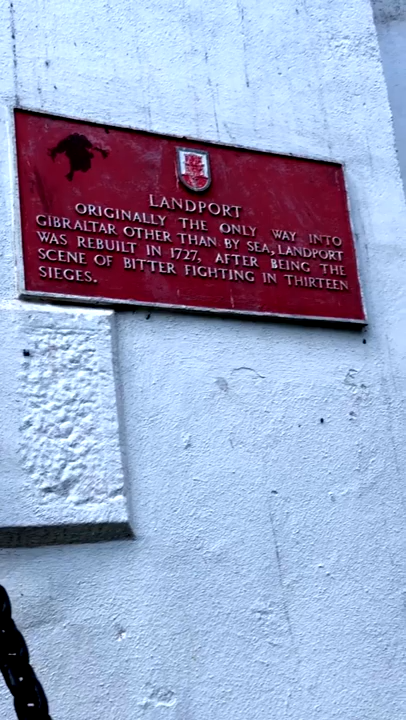 LANDPORT
ORIGINALLY THE ONLY WAY INTO
GIBRALTAR OTHER THAN BY SEA, LANDPORT
WAS REBUILT IN 1727, AFTER BEING THE
SCENE OF BITTER FIGHTING IN THIRTEEN
SIEGES.